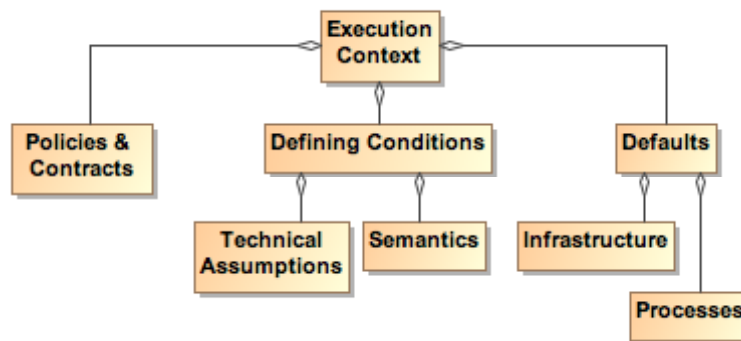 Execution
Context
Policies &
Contracts
Defining Conditions
Defaults
Technical
Assumptions
Semantics
Infrastructure
Processes